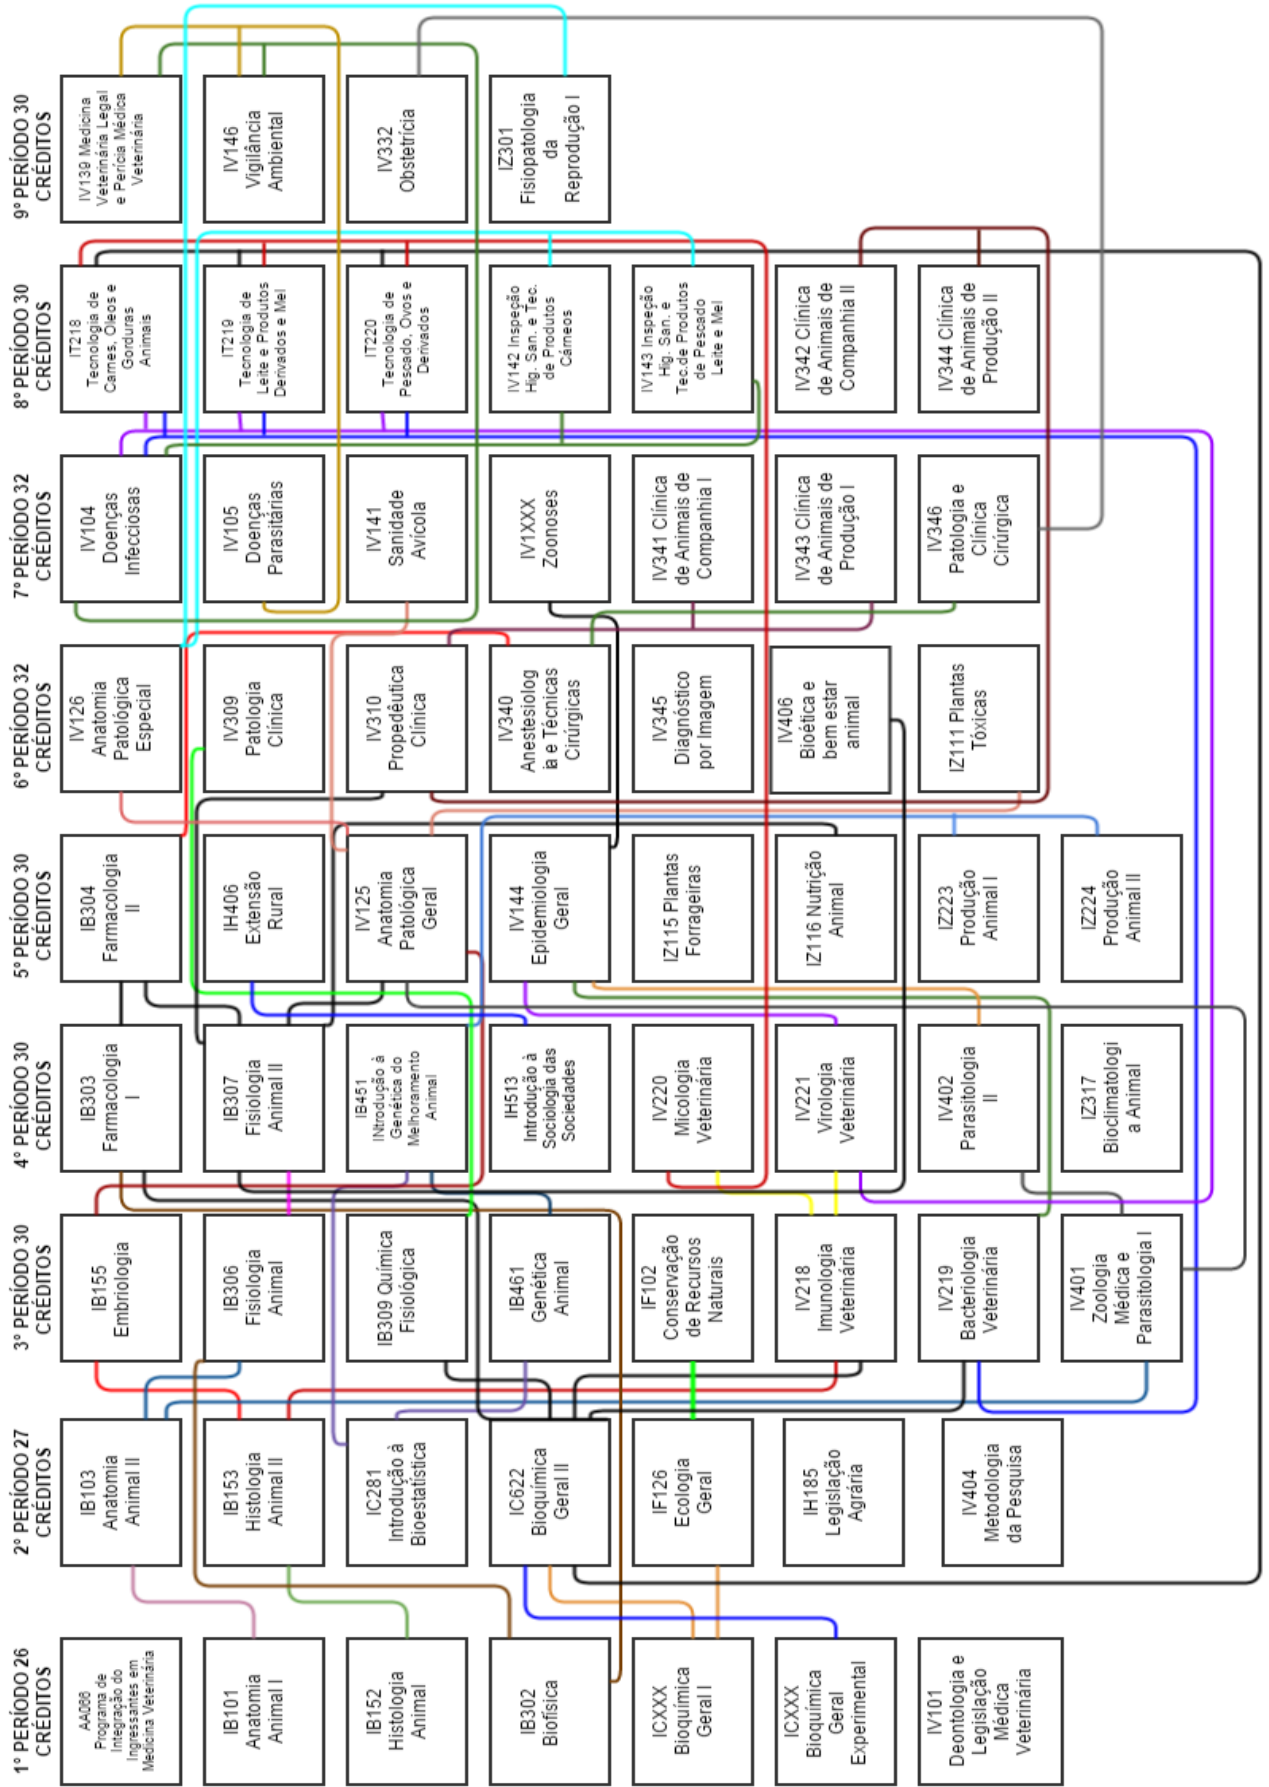 9º PERÍODO 30
CRÉDITOS
IV139 Medicina
Veterinária Legal
e Perícia Médica
Veterinária
IV146
Vigilância
Ambiental
IV332
Obstetrícia
IZ301
Fisiopatologia
da
Reprodução I
8º PERÍODO 30
CRÉDITOS
IT218
Tecnologia de
Carnes, Óleos e
Gorduras
Animais
IT219
Tecnologia de
Leite e Produtos
Derivados e Mel
IT220
Tecnologia de
Pescado, Ovos e
Derivados
IV142 Inspeção
Hig. San. e Tec.
de Produtos
Cárneos
IV143 Inspeção
Hig. San. e
Tec.de Produtos
de Pescado
Leite e Mel
IV342 Clínica
de Animais de
Companhia II
IV344 Clínica
de Animais de
Produção II
7º PERÍODO 32
CRÉDITOS
IV104
Doenças
Infecciosas
IV105
Doenças
Parasitárias
IV141
Sanidade
Avícola
IV1XXX
Zoonoses
IV341 Clínica
de Animais de
Companhia I
IV343 Clínica
de Animais de
Produção I
IV346
Patologia e
Clínica
Cirúrgica
6º PERÍODO 32
CRÉDITOS
IV126
Anatomia
Patológica
Especial
IV309
Patologia
Clínica
IV310
Propedêutica
Clínica
IV340
Anestesiolog
ia e Técnicas
Cirúrgicas
IV345
Diagnóstico
por Imagem
IV406
Bioética e
bem estar
animal
IZ111 Plantas
Tóxicas
5º PERÍODO 30
CRÉDITOS
IB304
Farmacologia
II
IH406
Extensão
Rural
IV125
Anatomia
Patológica
Geral
IV144
Epidemiologia
Geral
IZ115 Plantas
Forrageiras
IZ116 Nutrição
Animal
IZ223
Produção
Animal I
IZ224
Produção
Animal II
4º PERÍODO 30
CRÉDITOS
IB303
Farmacologia
I
IB307
Fisiologia
Animal II
IB451
INtrodução à
Genética do
Melhoramento
Animal
IH513
Introdução à
Sociologia das
Sociedades
IV220
Micologia
Veterinária
IV221
Virologia
Veterinária
IV402
Parasitologia
II
IZ317
Bioclimatologi
a Animal
3º PERÍODO 30
CRÉDITOS
IB155
Embriologia
IB306
Fisiologia
Animal
IB309 Química
Fisiológica
IB461
Genética
Animal
IF102
Conservação
de Recursos
Naturais
IV218
Imunologia
Veterinária
IV219
Bacteriologia
Veterinária
IV401
Zoologia
Médica e
Parasitologia I
2º PERÍODO 27
CRÉDITOS
IB103
Anatomia
Animal II
IB153
Histologia
Animal II
IC281
Introdução à
Bioestatística
IC622
Bioquímica
Geral II
IF126
Ecologia
Geral
IH185
Legislação
Agrária
IV404
Metodologia
da Pesquisa
1º PERÍODO 26
CRÉDITOS
AA066
Programa de
Integração do
Ingressantes em
Medicina Veterinária
IB101
Anatomia
Animal I
IB152
Histologia
Animal
IB302
Biofísica
ICXXX
Bioquímica
Geral I
ICXXX
Bioquímica
Geral
Experimental
IV101
Deontologia e
Legislação
Médica
Veterinária